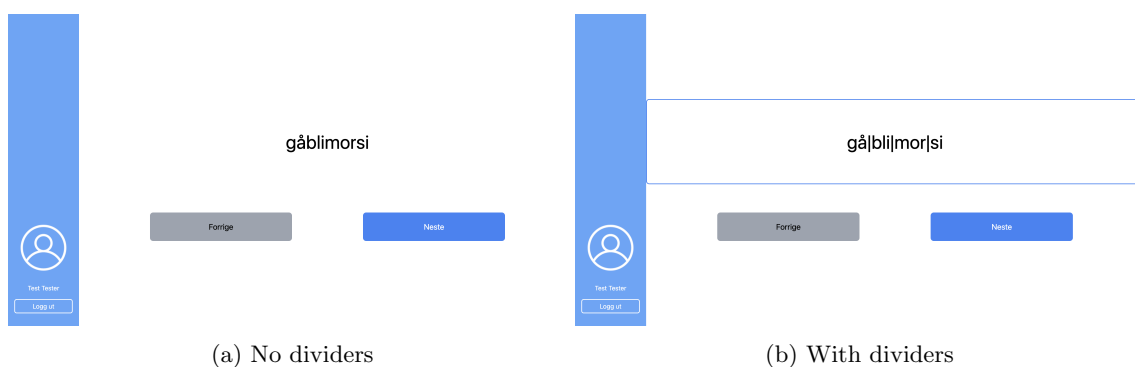 gåblimorsi
Forrige
Neste
Test Tester
Logg ut
(a) No dividers
gå|bli|mor|si
Forrige
Neste
Test Tester
Logg ut
(b) With dividers